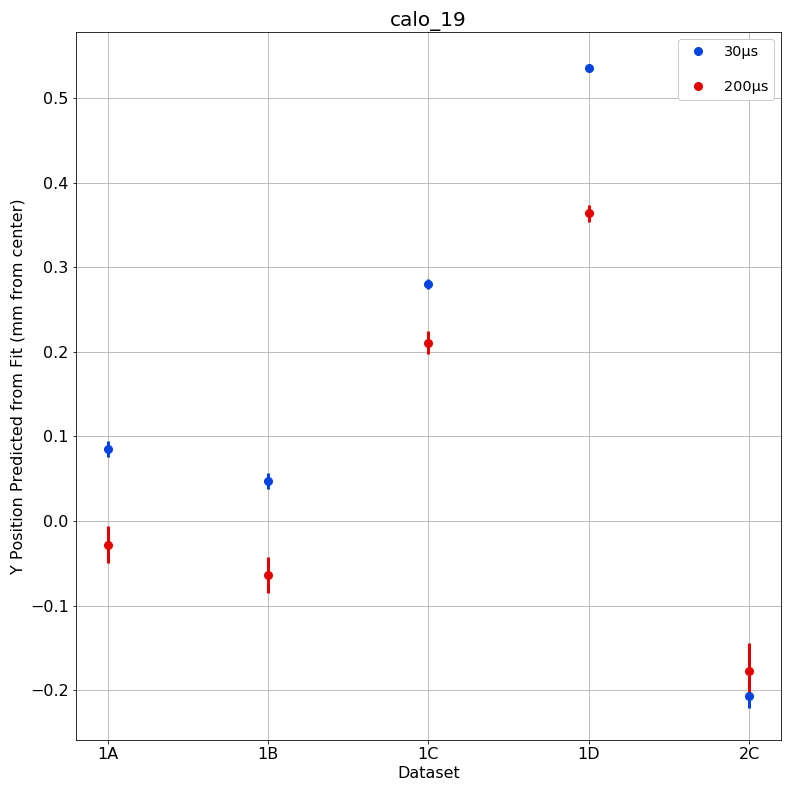 calo_19
30μs
200μs
Y Position Predicted from Fit (mm from center)
0.5
0.4
0.3
0.2
0.1
0.0
−0.1
−0.2
1A 1B 1C 1D 2C
Dataset